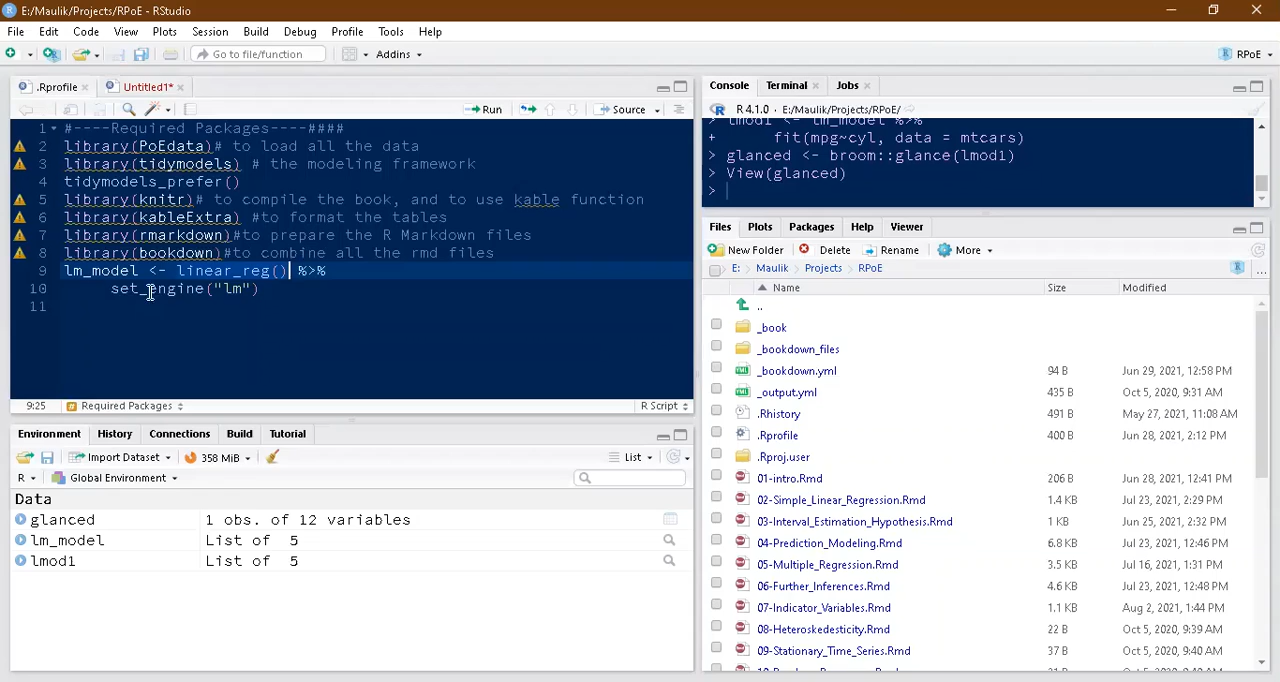 E:/Maulik/Projects/RPoE - RStudio
File Edit Code View Plots Session Build Debug Profile Tools Help
Go to file/function Addins RPoE
.Rprofile Untitled1*
Run Source
1 #----Required Packages----####
2 library(PoEdata)# to load all the data
3 library(tidymodels) # the modeling framework
4 tidymodels_prefer()
5 library(knitr)# to compile the book, and to use kable function
6 library(kableExtra) #to format the tables
7 library(rmarkdown)#to prepare the R Markdown files
8 library(bookdown)#to combine all the rmd files
9 lm_model <- linear_reg() %>%
10 set_engine("lm")
11
9:25 # Required Packages R Script
Environment History Connections Build Tutorial
Import Dataset 358 MiB List
R Global Environment
Data
glanced 1 obs. of 12 variables
lm_model List of 5
lmod1 List of 5
Console Terminal Jobs
R 4.1.0 · E:/Maulik/Projects/RPoE/
> lmod1 <- lm_model %>%
+ fit(mpg~cyl, data = mtcars)
> glanced <- broom::glance(lmod1)
> View(glanced)
>
Files Plots Packages Help Viewer
New Folder Delete Rename More
E: Maulik Projects RPoE ...
Name Size Modified
..
_book
_bookdown_files
_bookdown.yml 94 B Jun 29, 2021, 12:58 PM
_output.yml 435 B Oct 5, 2020, 9:31 AM
.Rhistory 491 B May 27, 2021, 11:08 AM
.Rprofile 400 B Jun 28, 2021, 2:12 PM
.Rproj.user
01-intro.Rmd 206 B Jun 28, 2021, 12:41 PM
02-Simple_Linear_Regression.Rmd 1.4 KB Jul 23, 2021, 2:29 PM
03-Interval_Estimation_Hypothesis.Rmd 1 KB Jun 25, 2021, 2:32 PM
04-Prediction_Modeling.Rmd 6.8 KB Jul 23, 2021, 12:46 PM
05-Multiple_Regression.Rmd 3.5 KB Jul 16, 2021, 1:31 PM
06-Further_Inferences.Rmd 4.6 KB Jul 23, 2021, 12:48 PM
07-Indicator_Variables.Rmd 1.1 KB Aug 2, 2021, 1:44 PM
08-Heteroskedesticity.Rmd 22 B Oct 5, 2020, 9:39 AM
09-Stationary_Time_Series.Rmd 37 B Oct 5, 2020, 9:40 AM